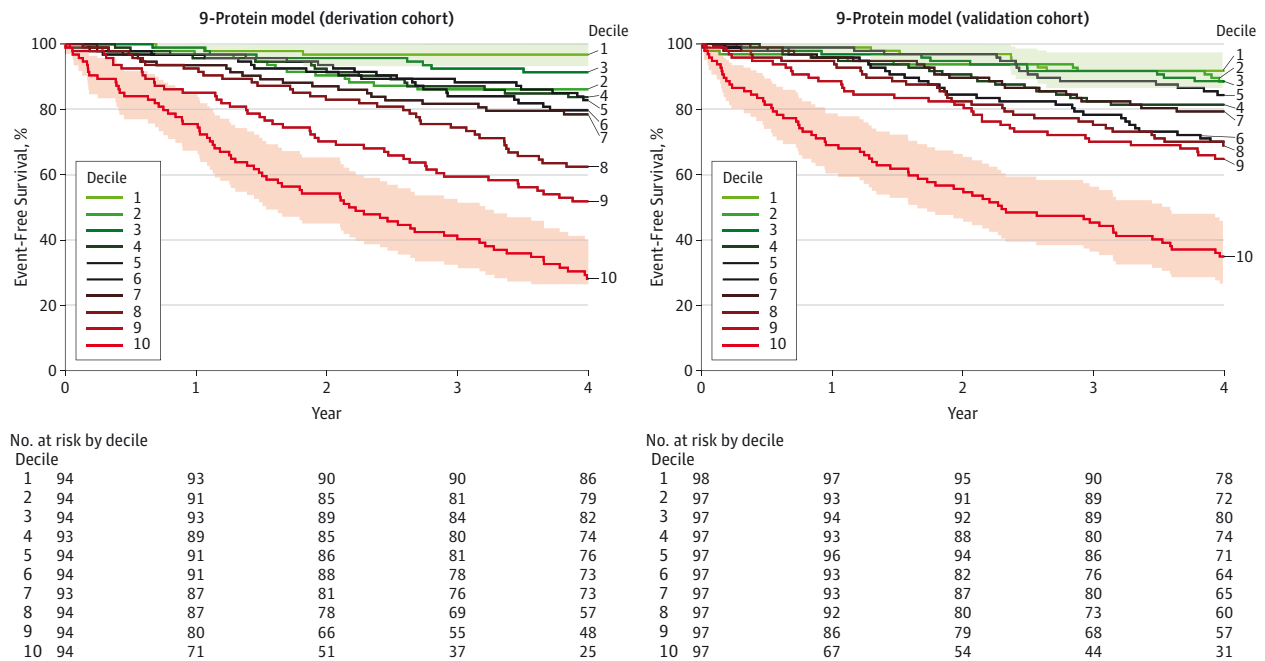 9-Protein model (derivation cohort)
Decile
100
80
60
40
20
0
Event-Free Survival, %
0 1 2 3 4
Year
Decile
1
2
3
4
5
6
7
8
9
10
1
3
2
4
5
6
7
8
9
10
No. at risk by decile
Decile
1 94 93 90 90 86
2 94 91 85 81 79
3 94 93 89 84 82
4 93 89 85 80 74
5 94 91 86 81 76
6 94 91 88 78 73
7 93 87 81 76 73
8 94 87 78 69 57
9 94 80 66 55 48
10 94 71 51 37 25
9-Protein model (validation cohort)
Decile
100
80
60
40
20
0
Event-Free Survival, %
0 1 2 3 4
Year
Decile
1
2
3
4
5
6
7
8
9
10
1
2
3
5
4
7
6
8
9
10
No. at risk by decile
Decile
1 98 97 95 90 78
2 97 93 91 89 72
3 97 94 92 89 80
4 97 93 88 80 74
5 97 96 94 86 71
6 97 93 82 76 64
7 97 93 87 80 65
8 97 92 80 73 60
9 97 86 79 68 57
10 97 67 54 44 31